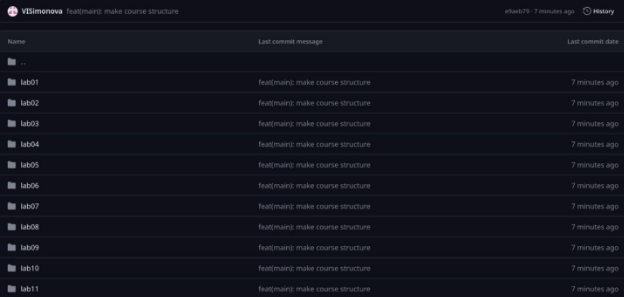 VISimonova feat(main): make course structure e9aeb79 · 7 minutes ago History
Name Last commit message Last commit date
..
lab01 feat(main): make course structure 7 minutes ago
lab02 feat(main): make course structure 7 minutes ago
lab03 feat(main): make course structure 7 minutes ago
lab04 feat(main): make course structure 7 minutes ago
lab05 feat(main): make course structure 7 minutes ago
lab06 feat(main): make course structure 7 minutes ago
lab07 feat(main): make course structure 7 minutes ago
lab08 feat(main): make course structure 7 minutes ago
lab09 feat(main): make course structure 7 minutes ago
lab10 feat(main): make course structure 7 minutes ago
lab11 feat(main): make course structure 7 minutes ago